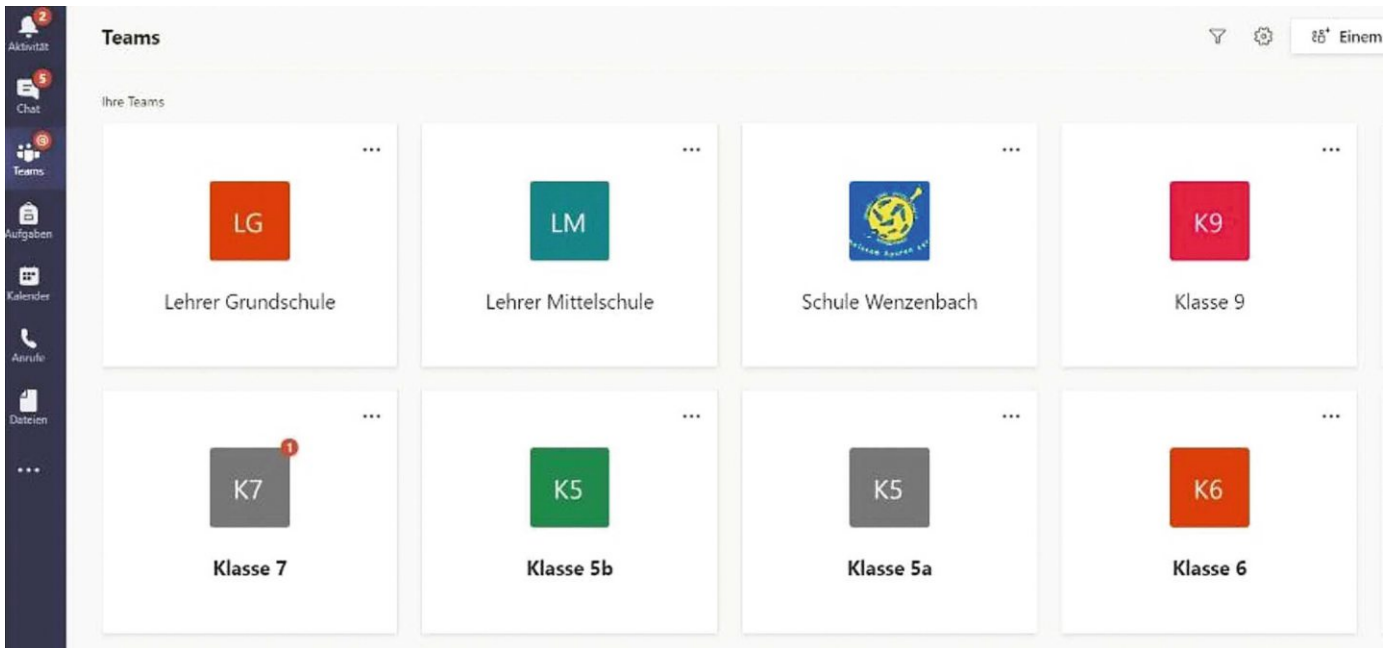 2
Aktivität
5
Chat
@
Teams
Aufgaben
Kalender
Anrufe
Dateien
Teams
Einem
Ihre Teams
LG
LM
K9
Lehrer Grundschule
Lehrer Mittelschule
Schule Wenzenbach
Klasse 9
1
K7
K5
K5
K6
Klasse 7
Klasse 5b
Klasse 5a
Klasse 6